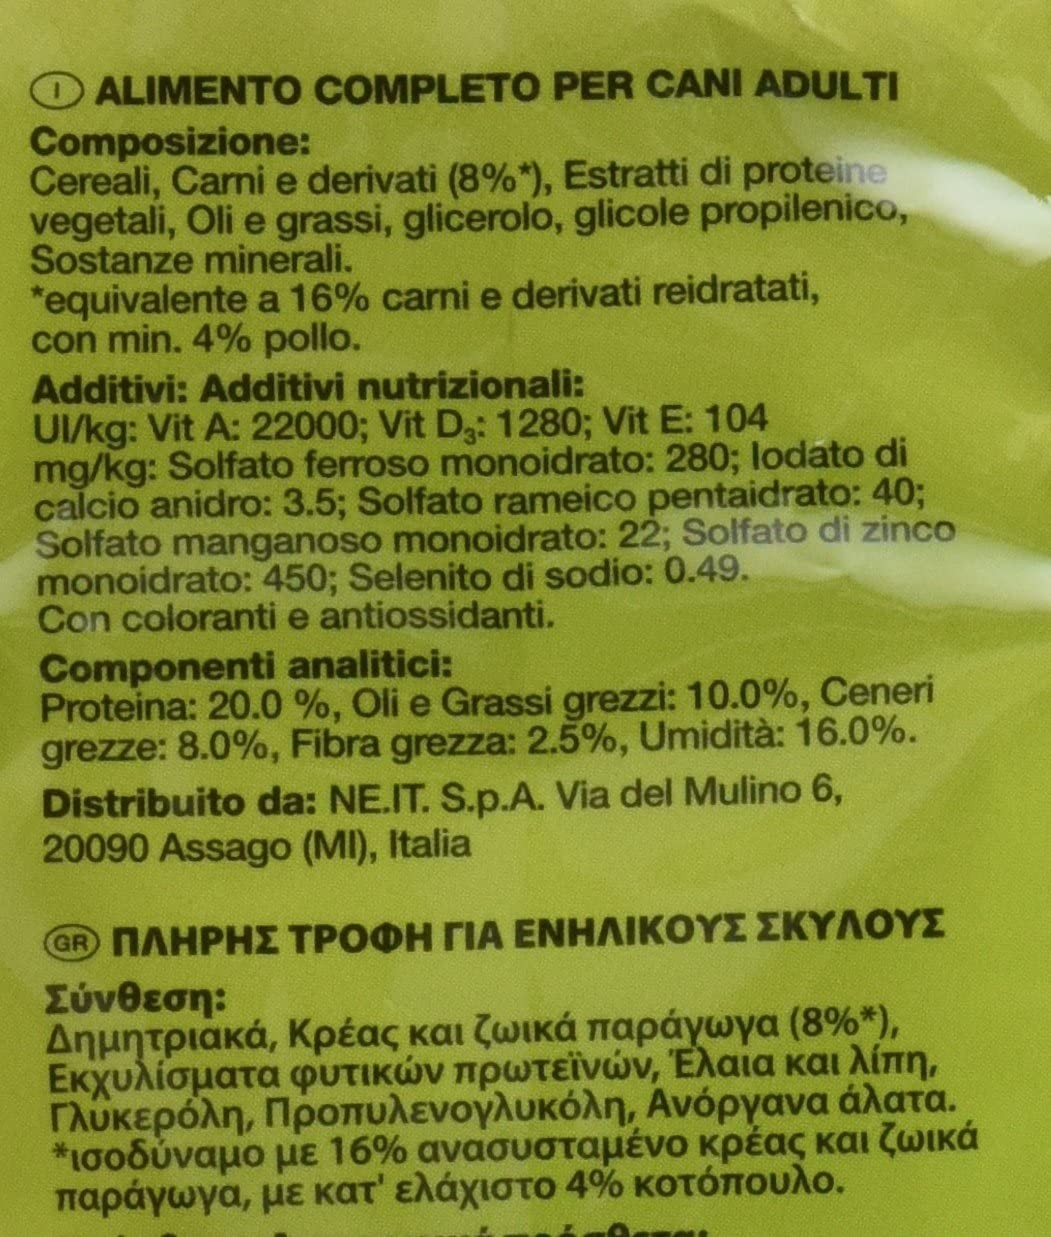 I ALIMENTO COMPLETO PER CANI ADULTI
Composizione:
Cereali, Carni e derivati (8%*), Estratti di proteine
vegetali, Oli e grassi, glicerolo, glicole propilenico,
Sostanze minerali.
*equivalente a 16% carni e derivati reidratati,
con min. 4% pollo.
Additivi: Additivi nutrizionali:
UI/kg: Vit A: 22000; Vit D₃: 1280; Vit E: 104
mg/kg: Solfato ferroso monoidrato: 280; Iodato di
calcio anidro: 3.5; Solfato rameico pentaidrato: 40;
Solfato manganoso monoidrato: 22; Solfato di zinco
monoidrato: 450; Selenito di sodio: 0.49.
Con coloranti e antiossidanti.
Componenti analitici:
Proteina: 20.0 %, Oli e Grassi grezzi: 10.0%, Ceneri
grezze: 8.0%, Fibra grezza: 2.5%, Umidità: 16.0%.
Distribuito da: NE.IT. S.p.A. Via del Mulino 6,
20090 Assago (MI), Italia
GR ΠΛΗΡΗΣ ΤΡΟΦΗ ΓΙΑ ΕΝΗΛΙΚΟΥΣ ΣΚΥΛΟΥΣ
Σύνθεση:
Δημητριακά, Κρέας και ζωικά παράγωγα (8%*),
Εκχυλίσματα φυτικών πρωτεϊνών, Έλαια και λίπη,
Γλυκερόλη, Προπυλενογλυκόλη, Ανόργανα άλατα.
*ισοδύναμο με 16% ανασυσταμένο κρέας και ζωικά
παράγωγα, με κατ' ελάχιστο 4% κοτόπουλο.